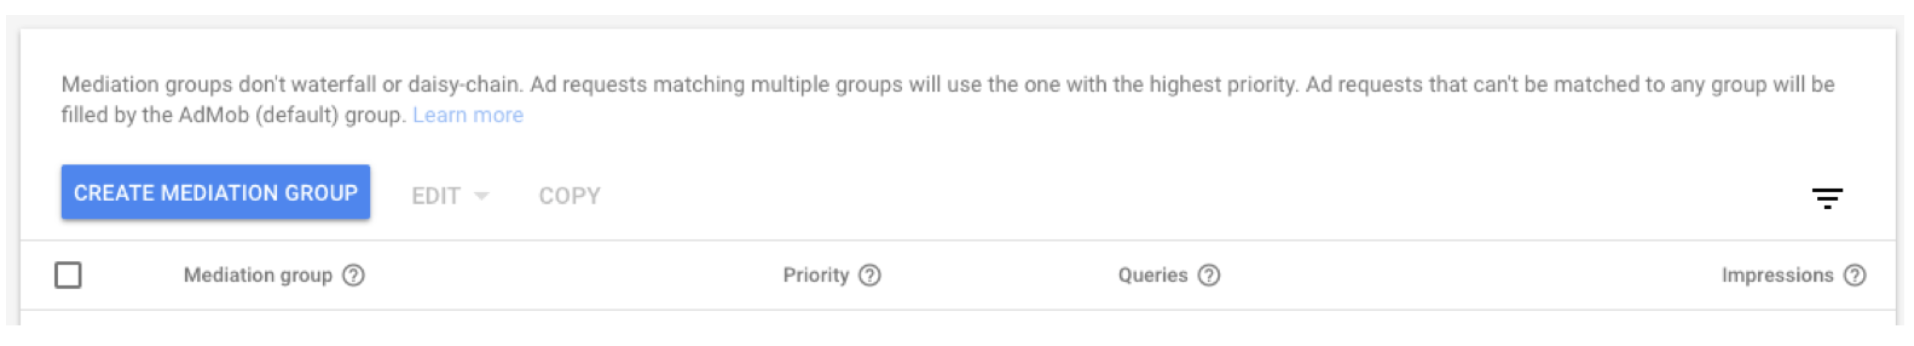 Mediation groups don't waterfall or daisy-chain. Ad requests matching multiple groups will use the one with the highest priority. Ad requests that can't be matched to any group will be
filled by the AdMob (default) group. Learn more
CREATE MEDIATION GROUP EDIT COPY
Mediation group Priority Queries Impressions